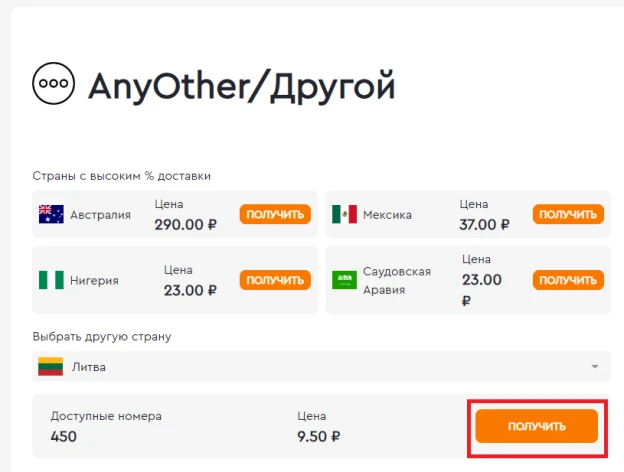 AnyOther/Другой
Страны с высоким % доставки
Австралия
Цена
290.00 ₽
ПОЛУЧИТЬ
Мексика
Цена
37.00 ₽
ПОЛУЧИТЬ
Нигерия
Цена
23.00 ₽
ПОЛУЧИТЬ
Саудовская
Аравия
Цена
23.00
₽
ПОЛУЧИТЬ
Выбрать другую страну
Литва
Доступные номера
450
Цена
9.50 ₽
ПОЛУЧИТЬ